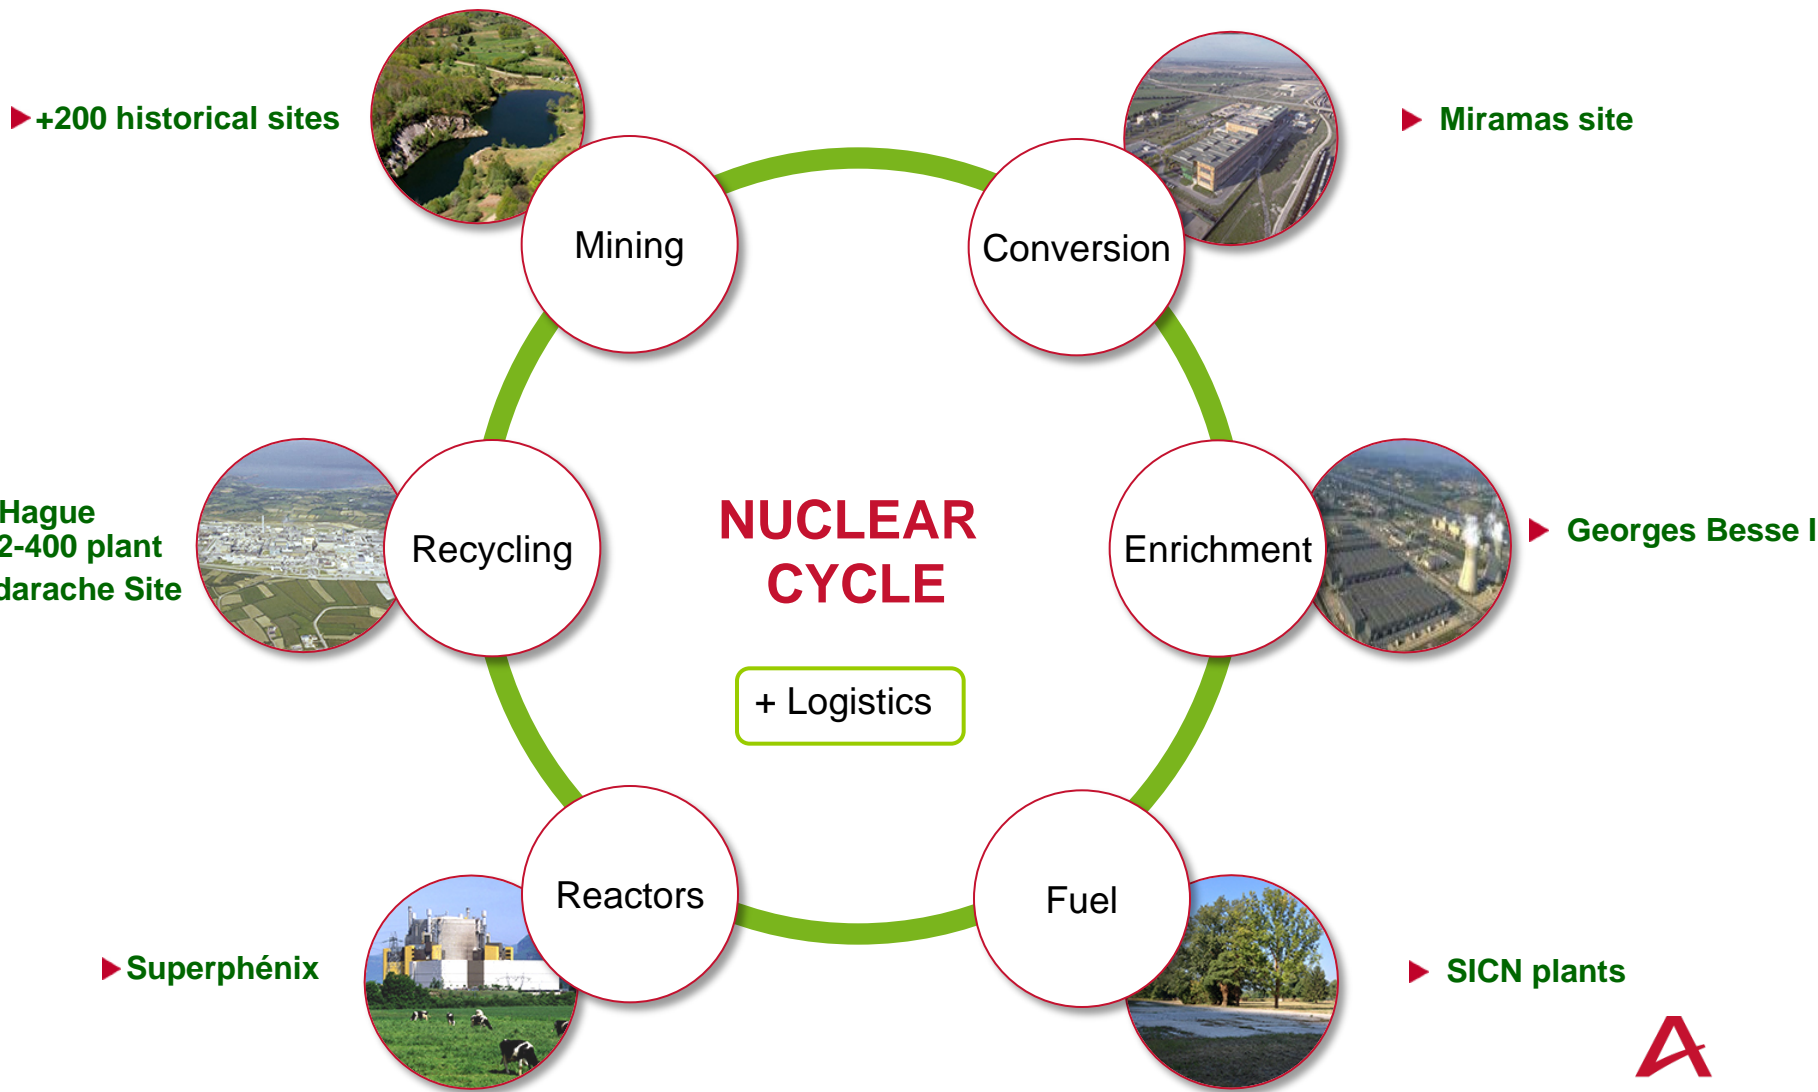 +200 historical sites
Miramas site
Mining
Conversion
Hague
2-400 plant
darache Site
Recycling
NUCLEAR
CYCLE
Enrichment
Georges Besse I
+ Logistics
Reactors
Fuel
Superphénix
SICN plants